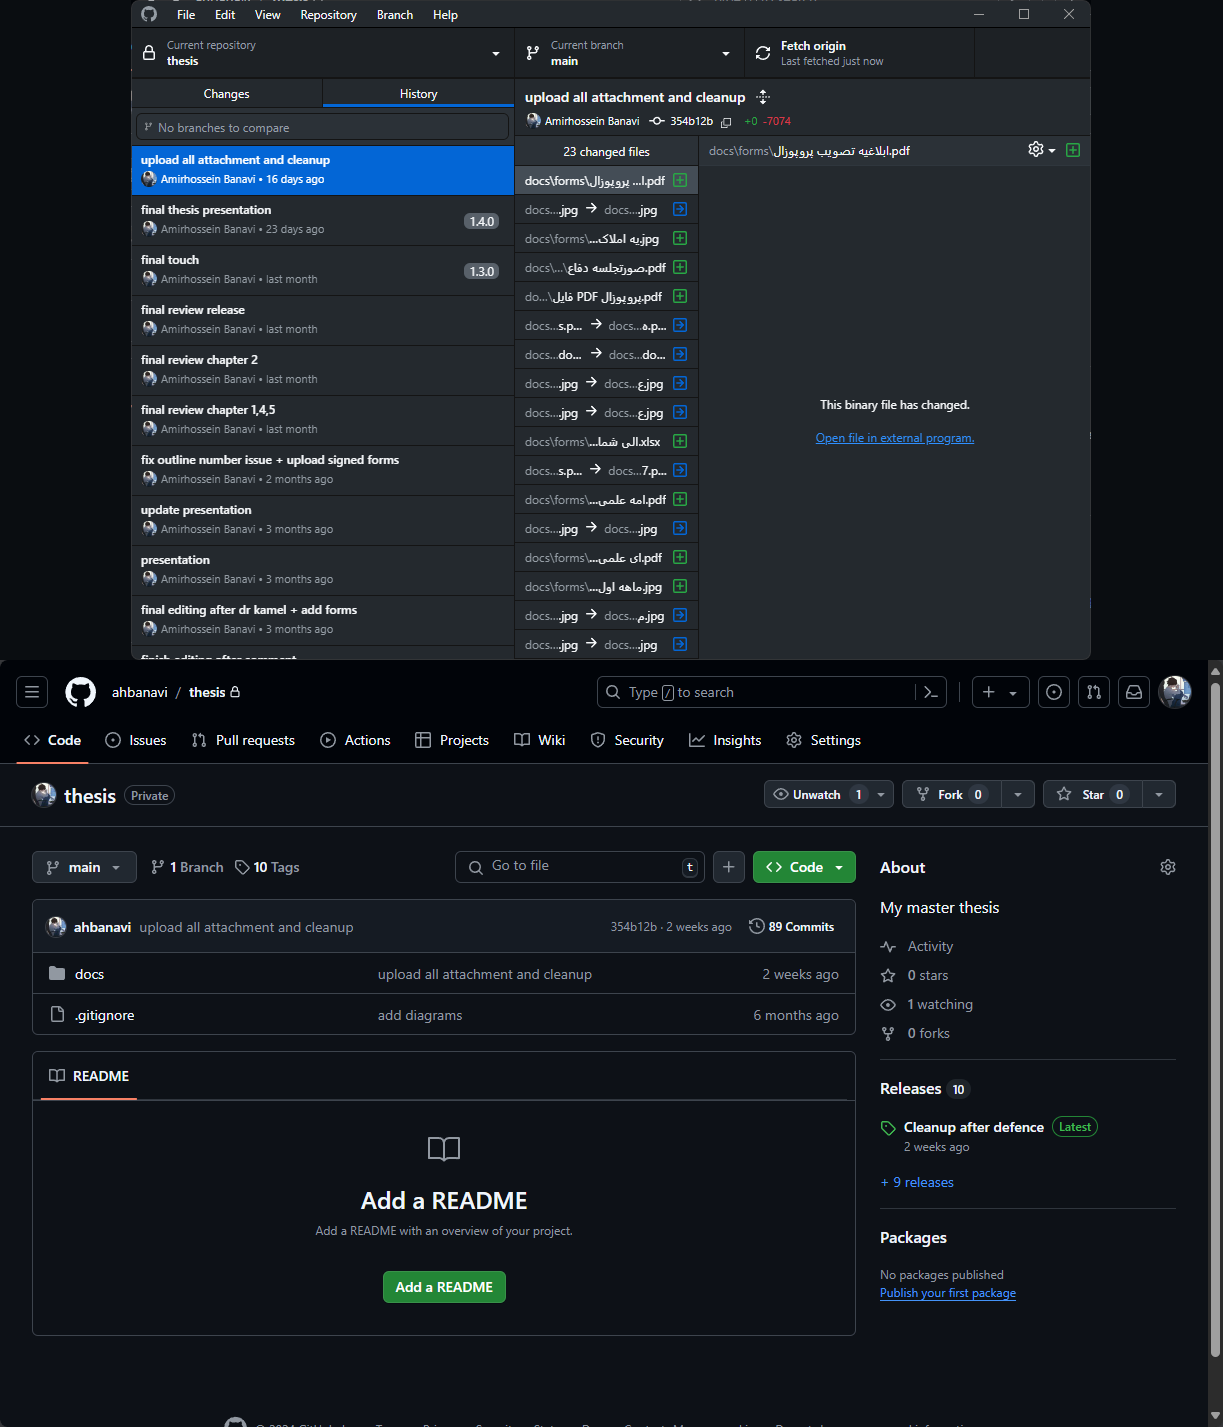 File Edit View Repository Branch Help
Current repository
thesis
Current branch
main
Fetch origin
Last fetched just now
Changes
History
No branches to compare
upload all attachment and cleanup
Amirhossein Banavi • 16 days ago
final thesis presentation
Amirhossein Banavi • 23 days ago
1.4.0
final touch
Amirhossein Banavi • last month
1.3.0
final review release
Amirhossein Banavi • last month
final review chapter 2
Amirhossein Banavi • last month
final review chapter 1,4,5
Amirhossein Banavi • last month
fix outline number issue + upload signed forms
Amirhossein Banavi • 2 months ago
update presentation
Amirhossein Banavi • 3 months ago
presentation
Amirhossein Banavi • 3 months ago
final editing after dr kamel + add forms
Amirhossein Banavi • 3 months ago
finish editing after comment
upload all attachment and cleanup
Amirhossein Banavi 354b12b +0 -7074
23 changed files
docs\forms\ا... پروپوزال.pdf
docs....jpg → docs....jpg
docs\forms\...یه املاک.jpg
docs\...\صورتجلسه دفاع.pdf
do...\فایل PDF پروپوزال.pdf
docs...s.p... → docs...ه.p...
docs...do... → docs...do...
docs....jpg → docs...ع.jpg
docs....jpg → docs...ع.jpg
docs\forms\...الی شما.xlsx
docs...s.p... → docs...7.p...
docs\forms\...امه علمی.pdf
docs....jpg → docs....jpg
docs\forms\...ای علمی.pdf
docs\forms\...ماهه اول.jpg
docs....jpg → docs...م.jpg
docs....jpg → docs....jpg
docs\forms\ابلاغیه تصویب پروپوزال.pdf
This binary file has changed.
Open file in external program.
ahbanavi / thesis
Type / to search
Code Issues Pull requests Actions Projects Wiki Security Insights Settings
thesis Private
Unwatch 1
Fork 0
Star 0
main
1 Branch
10 Tags
Go to file
t
Code
ahbanavi upload all attachment and cleanup
354b12b · 2 weeks ago
89 Commits
docs
upload all attachment and cleanup
2 weeks ago
.gitignore
add diagrams
6 months ago
README
Add a README
Add a README with an overview of your project.
Add a README
About
My master thesis
Activity
0 stars
1 watching
0 forks
Releases 10
Cleanup after defence Latest
2 weeks ago
+ 9 releases
Packages
No packages published
Publish your first package